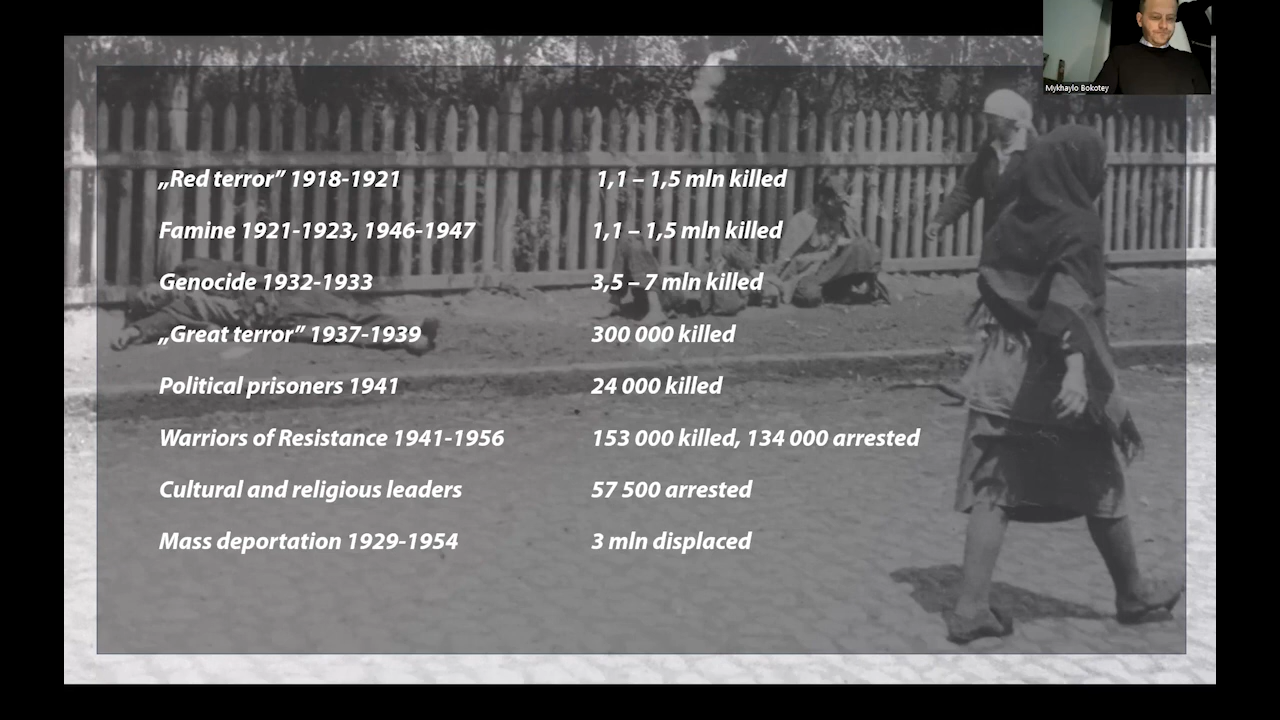 Mykhaylo Bokotey
„Red terror” 1918-1921 1,1 – 1,5 mln killed
Famine 1921-1923, 1946-1947 1,1 – 1,5 mln killed
Genocide 1932-1933 3,5 – 7 mln killed
„Great terror” 1937-1939 300 000 killed
Political prisoners 1941 24 000 killed
Warriors of Resistance 1941-1956 153 000 killed, 134 000 arrested
Cultural and religious leaders 57 500 arrested
Mass deportation 1929-1954 3 mln displaced